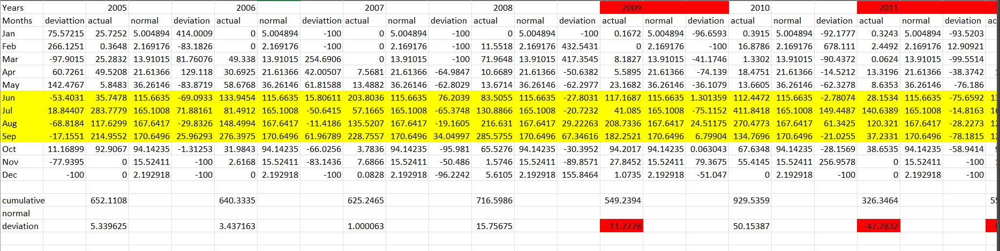 Years 2005 2006 2007 2008 2009 2010 2011
Months deviattion actual normal deviation actual normal deviattion actual normal deviation actual normal deviation actual normal deviation actual normal deviation actual normal deviation ac
Jan 75.57215 25.7252 5.004894 414.0009 0 5.004894 -100 0 5.004894 -100 0 5.004894 -100 0.1672 5.004894 -96.6593 0.3915 5.004894 -92.1777 0.3243 5.004894 -93.5203
Feb 266.1251 0.3648 2.169176 -83.1826 0 2.169176 -100 0 2.169176 -100 11.5518 2.169176 432.5431 0 2.169176 -100 16.8786 2.169176 678.111 2.4492 2.169176 12.90921
Mar -97.9015 25.2832 13.91015 81.76076 49.338 13.91015 254.6906 0 13.91015 -100 71.9648 13.91015 417.3545 8.1827 13.91015 -41.1746 1.3302 13.91015 -90.4372 0.0624 13.91015 -99.5514
Apr 60.7261 49.5208 21.61366 129.118 30.6925 21.61366 42.00507 7.5681 21.61366 -64.9847 10.6689 21.61366 -50.6382 5.5895 21.61366 -74.139 18.4751 21.61366 -14.5212 13.3196 21.61366 -38.3742
May 142.4767 5.8483 36.26146 -83.8719 58.6768 36.26146 61.81588 13.4882 36.26146 -62.8029 13.6714 36.26146 -62.2977 23.1682 36.26146 -36.1079 13.6605 36.26146 -62.3278 8.6353 36.26146 -76.186
Jun -53.4031 35.7478 115.6635 -69.0933 133.9454 115.6635 15.80611 203.8036 115.6635 76.2039 83.5055 115.6635 -27.8031 117.1687 115.6635 1.301359 112.4472 115.6635 -2.78074 28.1534 115.6635 -75.6592
Jul 18.84407 283.7779 165.1008 71.88161 81.4912 165.1008 -50.6415 57.1665 165.1008 -65.3748 130.8866 165.1008 -20.7232 41.085 165.1008 -75.1152 411.8418 165.1008 149.4487 140.6389 165.1008 -14.8163
Aug -68.8184 117.6299 167.6417 -29.8326 148.4994 167.6417 -11.4186 135.5207 167.6417 -19.1605 216.631 167.6417 29.22263 208.7336 167.6417 24.51175 270.4773 167.6417 61.3425 120.321 167.6417 -28.2273
Sep -17.1551 214.9552 170.6496 25.96293 276.3975 170.6496 61.96789 228.7557 170.6496 34.04997 285.5755 170.6496 67.34616 182.2521 170.6496 6.79904 134.7696 170.6496 -21.0255 37.2331 170.6496 -78.1815
Oct 11.16899 92.9067 94.14235 -1.31253 31.9843 94.14235 -66.0256 3.7836 94.14235 -95.981 65.5276 94.14235 -30.3952 94.2017 94.14235 0.063043 67.6348 94.14235 -28.1569 38.6535 94.14235 -58.9414
Nov -77.9395 0 15.52411 -100 2.6168 15.52411 -83.1436 7.6866 15.52411 -50.486 1.5746 15.52411 -89.8571 27.8452 15.52411 79.3675 55.4145 15.52411 256.9578 0 15.52411 -100
Dec -100 0 2.192918 -100 0 2.192918 -100 0.0828 2.192918 -96.2242 5.6105 2.192918 155.8464 1.0735 2.192918 -51.047 0 2.192918 -100 0 2.192918 -100
cumulative 652.1108 640.3335 625.2465 716.5986 549.2394 929.5359 326.3464
normal
deviation 5.339625 3.437163 1.000063 15.75675 -11.2778 50.15387 -47.2832